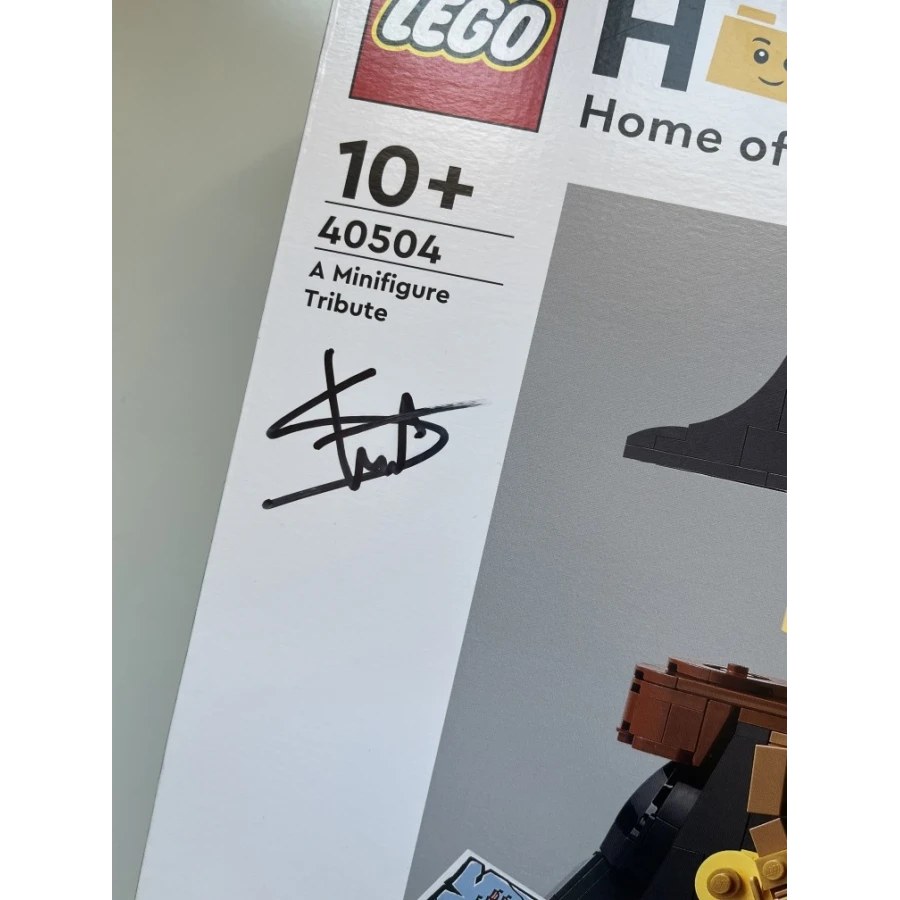 LEGO
H
Home of
10+
40504
A Minifigure
Tribute